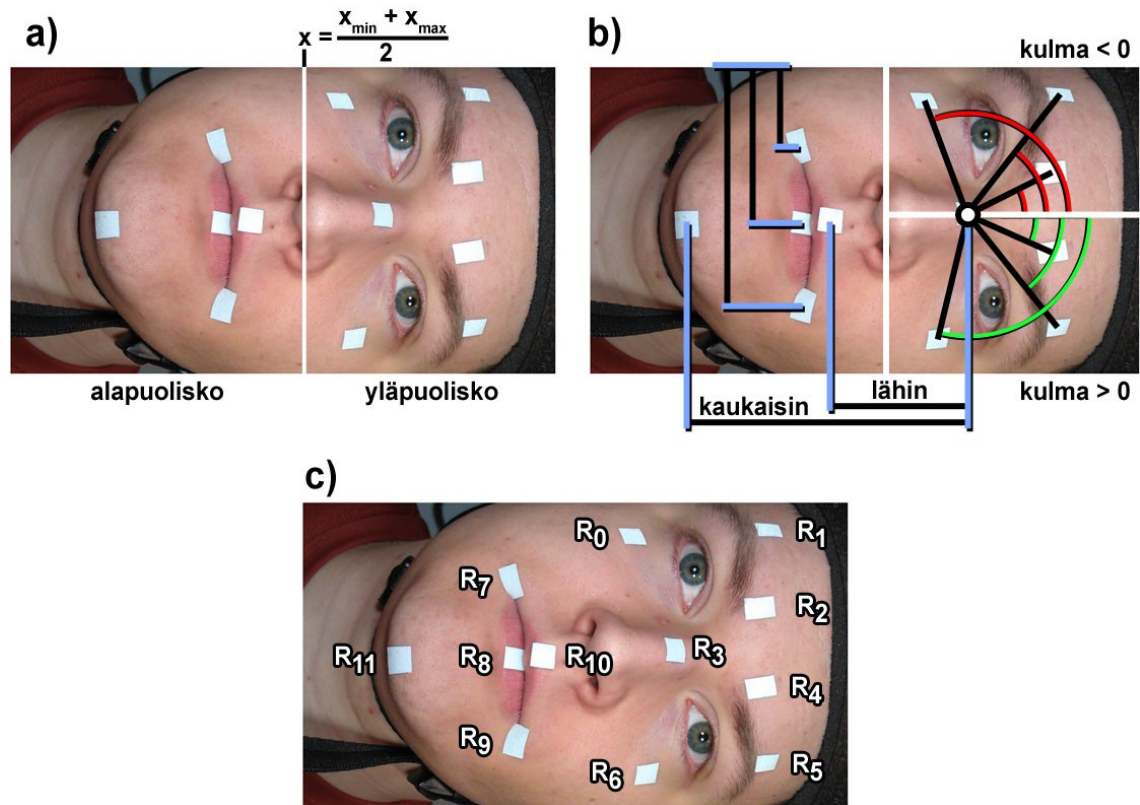 a)
x = (x_min + x_max) / 2
alapuolisko
yläpuolisko
b)
kulma < 0
kulma > 0
lähin
kaukaisin
c)
R0
R1
R7
R2
R11
R8
R10
R3
R4
R9
R6
R5